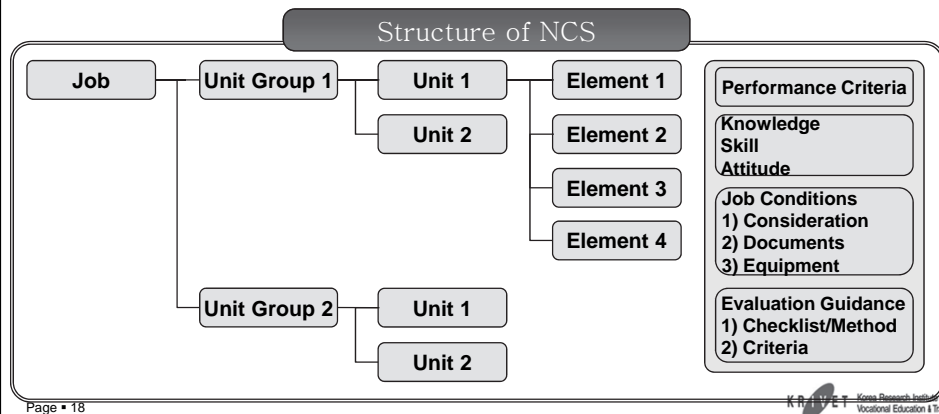 Structure of NCS
Job
Unit Group 1
Unit 1
Element 1
Unit 2
Element 2
Element 3
Element 4
Unit Group 2
Unit 1
Unit 2
Performance Criteria
Knowledge
Skill
Attitude
Job Conditions
1) Consideration
2) Documents
3) Equipment
Evaluation Guidance
1) Checklist/Method
2) Criteria
Page ▪ 18
KRIVET
Korea Research
Vocational Education &